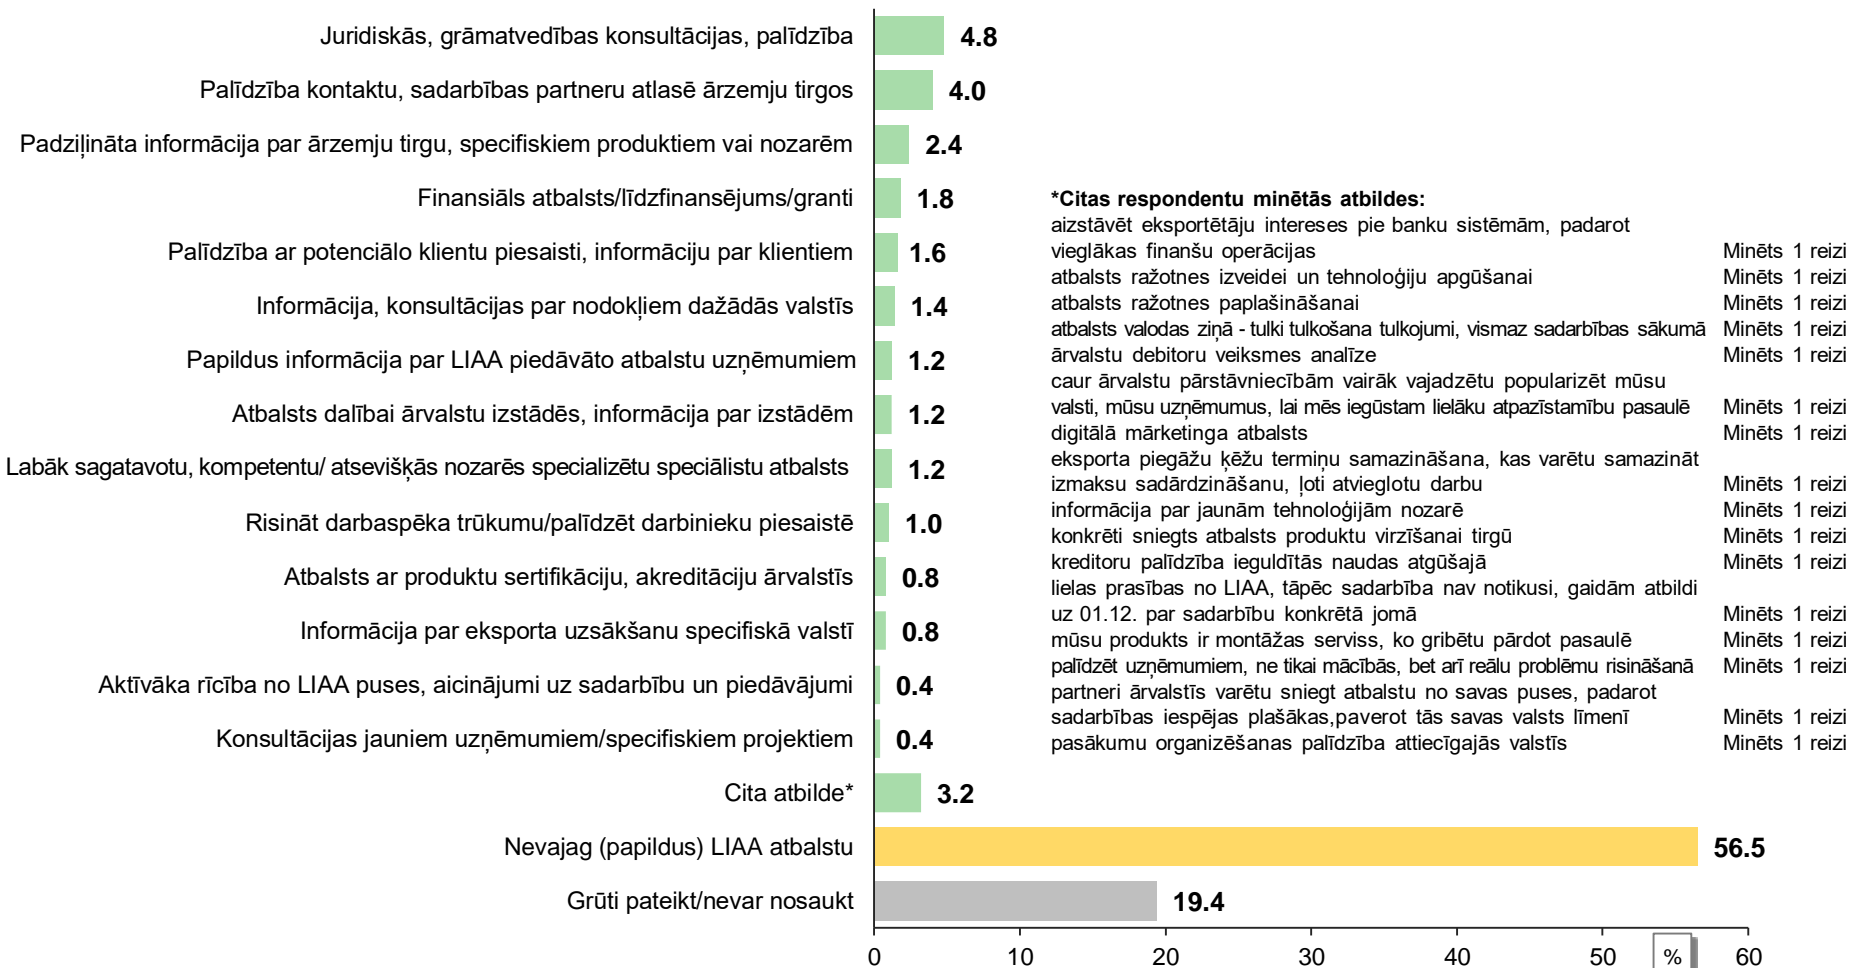 Juridiskās, grāmatvedības konsultācijas, palīdzība 4.8
Palīdzība kontaktu, sadarbības partneru atlasē ārzemju tirgos 4.0
Padziļināta informācija par ārzemju tirgu, specifiskiem produktiem vai nozarēm 2.4
Finansiāls atbalsts/līdzfinansējums/granti 1.8
Palīdzība ar potenciālo klientu piesaisti, informāciju par klientiem 1.6
Informācija, konsultācijas par nodokļiem dažādās valstīs 1.4
Papildus informācija par LIAA piedāvāto atbalstu uzņēmumiem 1.2
Atbalsts dalībai ārvalstu izstādēs, informācija par izstādēm 1.2
Labāk sagatavotu, kompetentu/ atsevišķās nozarēs specializētu speciālistu atbalsts 1.2
Risināt darbaspēka trūkumu/palīdzēt darbinieku piesaistē 1.0
Atbalsts ar produktu sertifikāciju, akreditāciju ārvalstīs 0.8
Informācija par eksporta uzsākšanu specifiskā valstī 0.8
Aktīvāka rīcība no LIAA puses, aicinājumi uz sadarbību un piedāvājumi 0.4
Konsultācijas jauniem uzņēmumiem/specifiskiem projektiem 0.4
Cita atbilde* 3.2
Nevajag (papildus) LIAA atbalstu 56.5
Grūti pateikt/nevar nosaukt 19.4
0 10 20 30 40 50 % 60
*Citas respondentu minētās atbildes:
aizstāvēt eksportētāju intereses pie banku sistēmām, padarot
vieglākas finanšu operācijas Minēts 1 reizi
atbalsts ražotnes izveidei un tehnoloģiju apgūšanai Minēts 1 reizi
atbalsts ražotnes paplašināšanai Minēts 1 reizi
atbalsts valodas ziņā - tulki tulkošana tulkojumi, vismaz sadarbības sākumā Minēts 1 reizi
ārvalstu debitoru veiksmes analīze Minēts 1 reizi
caur ārvalstu pārstāvniecībām vairāk vajadzētu popularizēt mūsu
valsti, mūsu uzņēmumus, lai mēs iegūstam lielāku atpazīstamību pasaulē Minēts 1 reizi
digitālā mārketinga atbalsts Minēts 1 reizi
eksporta piegāžu ķēžu termiņu samazināšana, kas varētu samazināt
izmaksu sadārdzināšanu, ļoti atvieglotu darbu Minēts 1 reizi
informācija par jaunām tehnoloģijām nozarē Minēts 1 reizi
konkrēti sniegts atbalsts produktu virzīšanai tirgū Minēts 1 reizi
kreditoru palīdzība ieguldītās naudas atgūšajā Minēts 1 reizi
lielas prasības no LIAA, tāpēc sadarbība nav notikusi, gaidām atbildi
uz 01.12. par sadarbību konkrētā jomā Minēts 1 reizi
mūsu produkts ir montāžas serviss, ko gribētu pārdot pasaulē Minēts 1 reizi
palīdzēt uzņēmumiem, ne tikai mācībās, bet arī reālu problēmu risināšanā Minēts 1 reizi
partneri ārvalstīs varētu sniegt atbalstu no savas puses, padarot
sadarbības iespējas plašākas,paverot tās savas valsts līmenī Minēts 1 reizi
pasākumu organizēšanas palīdzība attiecīgajās valstīs Minēts 1 reizi